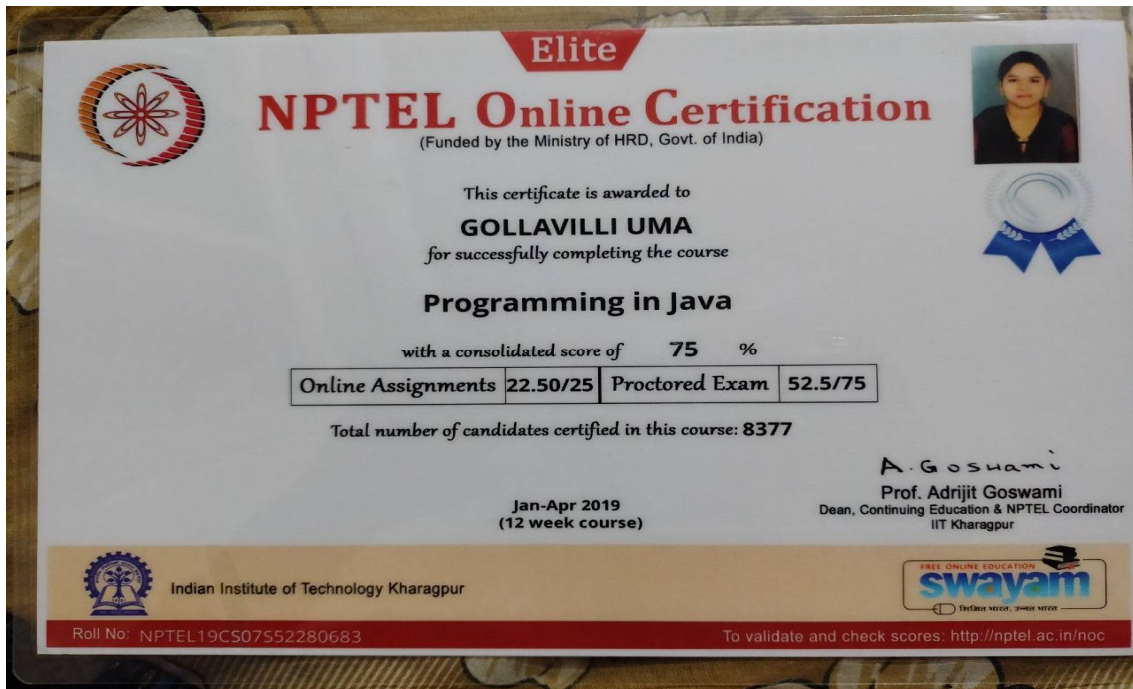 Elite
NPTEL Online Certification
(Funded by the Ministry of HRD, Govt. of India)
This certificate is awarded to
GOLLAVILLI UMA
for successfully completing the course
Programming in Java
with a consolidated score of 75 %
Online Assignments 22.50/25 Proctored Exam 52.5/75
Total number of candidates certified in this course: 8377
A. Goswami
Prof. Adrijit Goswami
Dean, Continuing Education & NPTEL Coordinator
IIT Kharagpur
Jan-Apr 2019
(12 week course)
Indian Institute of Technology Kharagpur
FREE ONLINE EDUCATION
swayam
शिक्षित भारत, उन्नत भारत
Roll No: NPTEL19CS07S52280683
To validate and check scores: http://nptel.ac.in/noc